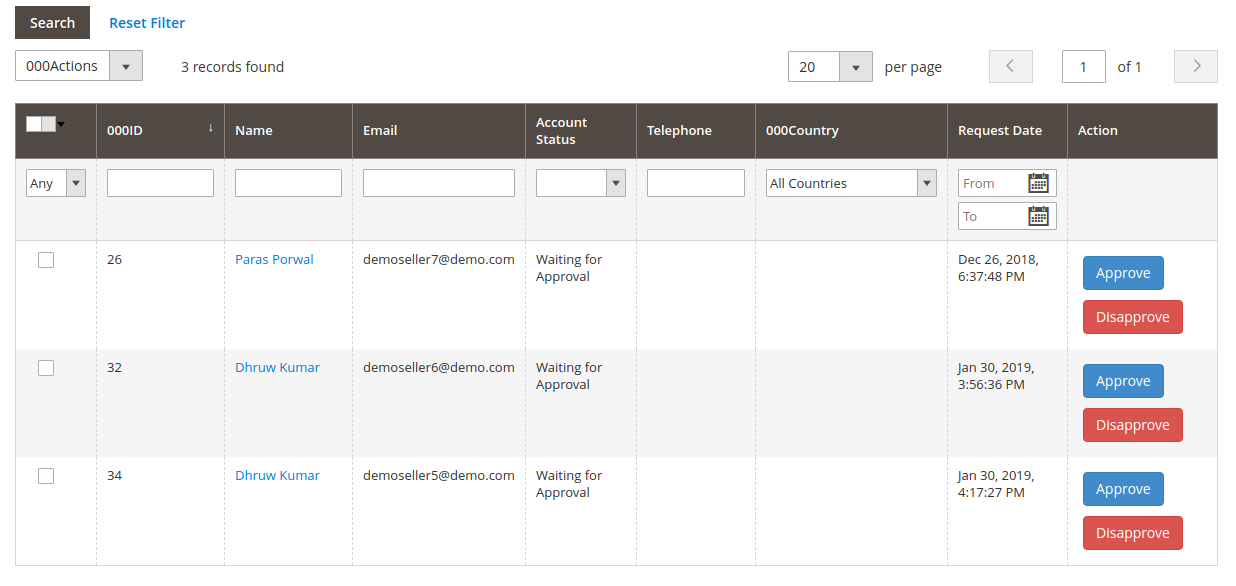 Search Reset Filter
000Actions 3 records found 20 per page 1 of 1
000ID ↓ Name Email Account Status Telephone 000Country Request Date Action
Any All Countries From
To
26 Paras Porwal demoseller7@demo.com Waiting for Approval Dec 26, 2018, 6:37:48 PM Approve
Disapprove
32 Dhruw Kumar demoseller6@demo.com Waiting for Approval Jan 30, 2019, 3:56:36 PM Approve
Disapprove
34 Dhruw Kumar demoseller5@demo.com Waiting for Approval Jan 30, 2019, 4:17:27 PM Approve
Disapprove